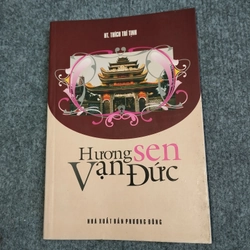 HT. THÍCH TRÍ TỊNH
Hương sen
Vạn Đức
NHÀ XUẤT BẢN PHƯƠNG ĐÔNG